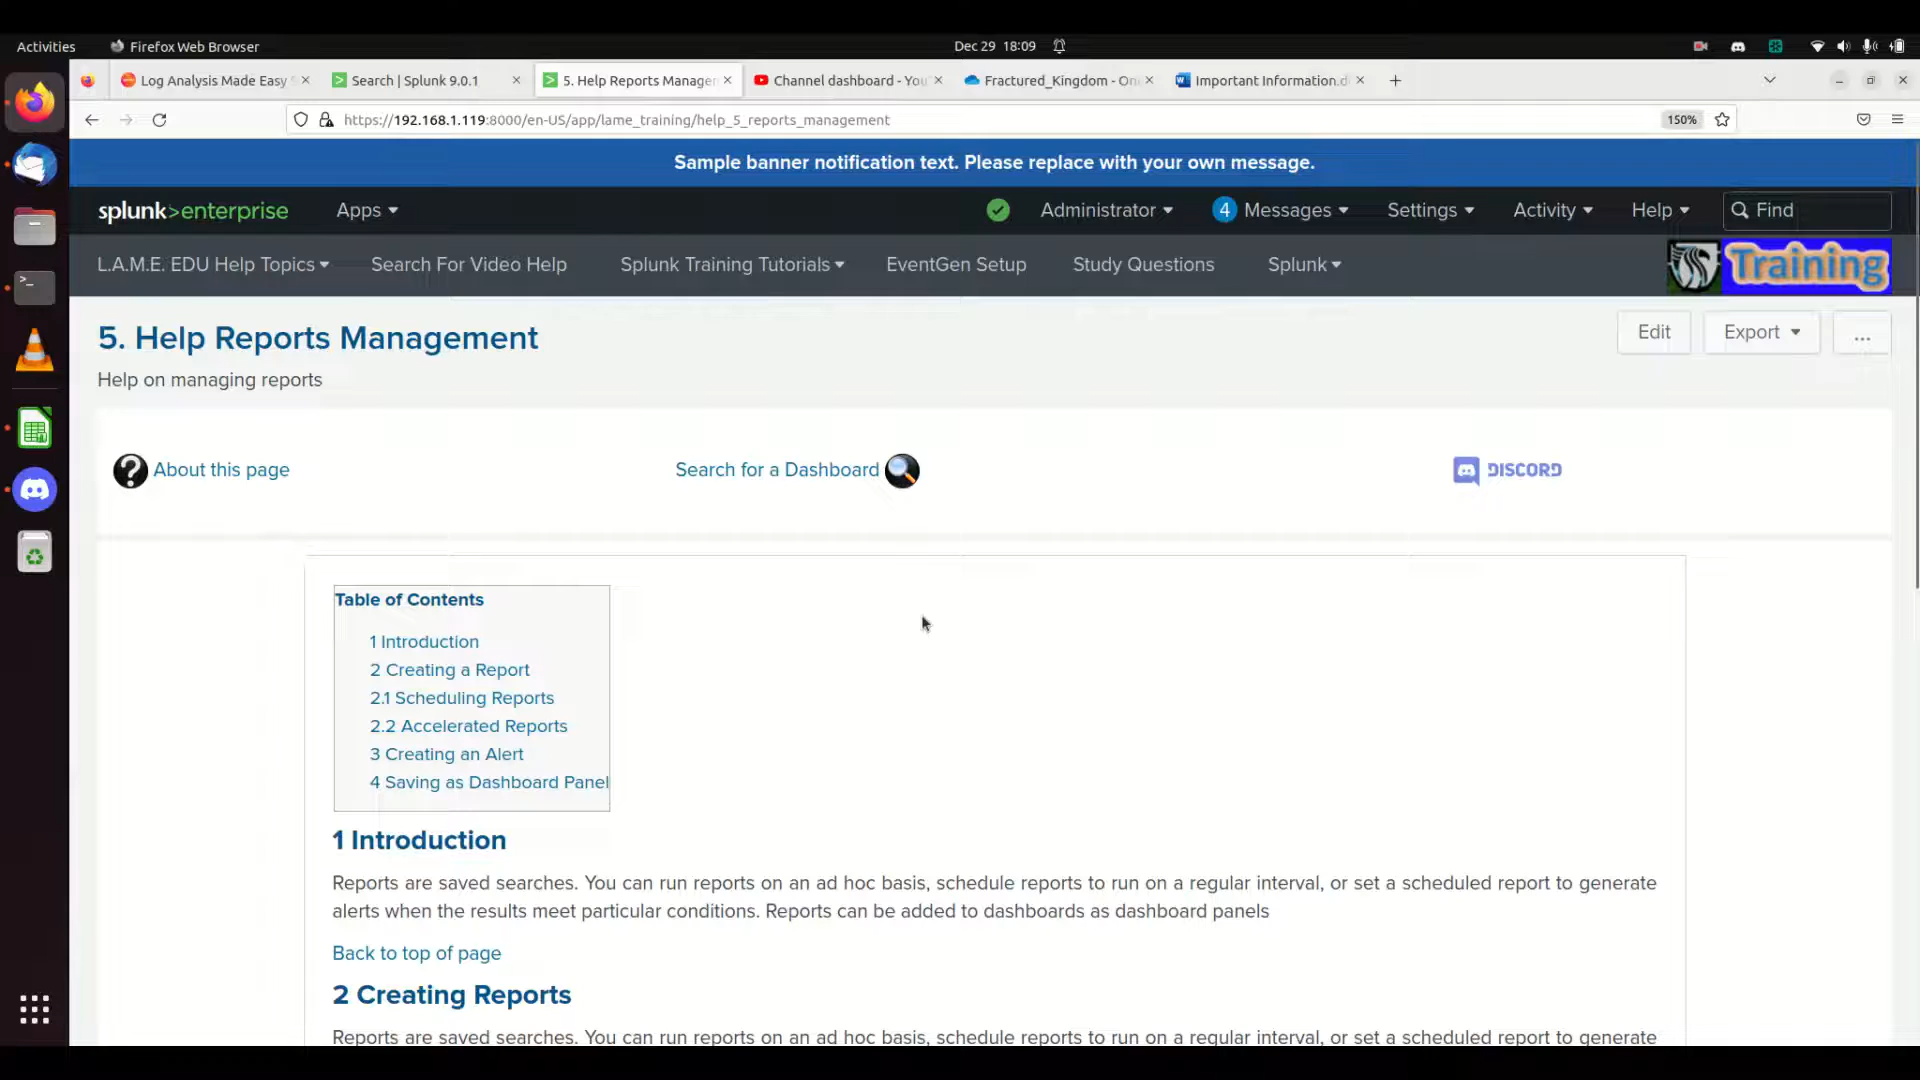 Activities
Firefox Web Browser
Dec 29 18:09
Log Analysis Made Easy
Search | Splunk 9.0.1
5. Help Reports Manage
Channel dashboard - You
Fractured_Kingdom - On
Important Information.d
https://192.168.1.119:8000/en-US/app/lame_training/help_5_reports_management
150%
Sample banner notification text. Please replace with your own message.
splunk>enterprise
Apps
Administrator
4 Messages
Settings
Activity
Help
Find
L.A.M.E. EDU Help Topics
Search For Video Help
Splunk Training Tutorials
EventGen Setup
Study Questions
Splunk
Training
5. Help Reports Management
Edit
Export
...
Help on managing reports
About this page
Search for a Dashboard
DISCORD
Table of Contents
1 Introduction
2 Creating a Report
2.1 Scheduling Reports
2.2 Accelerated Reports
3 Creating an Alert
4 Saving as Dashboard Panel
1 Introduction
Reports are saved searches. You can run reports on an ad hoc basis, schedule reports to run on a regular interval, or set a scheduled report to generate
alerts when the results meet particular conditions. Reports can be added to dashboards as dashboard panels
Back to top of page
2 Creating Reports
Reports are saved searches. You can run reports on an ad hoc basis, schedule reports to run on a regular interval, or set a scheduled report to generate